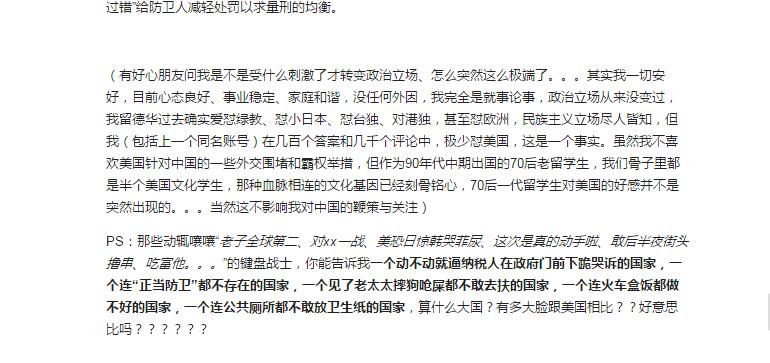 过错”给防卫人减轻处罚以求量刑的均衡。
（有好心朋友问我是不是受什么刺激了才转变政治立场、怎么突然这么极端了。。。其实我一切安
好，目前心态良好、事业稳定、家庭和谐，没任何外因，我完全是就事论事，政治立场从来没变过，
我留德华过去确实爱怼绿教、怼小日本、怼台独、对港独，甚至怼欧洲，民族主义立场尽人皆知，但
我（包括上一个同名账号）在几百个答案和几千个评论中，极少怼美国，这是一个事实。虽然我不喜
欢美国针对中国的一些外交围堵和霸权举措，但作为90年代中期出国的70后老留学生，我们骨子里都
是半个美国文化学生，那种血脉相连的文化基因已经刻骨铭心，70后一代留学生对美国的好感并不是
突然出现的。。。当然这不影响我对中国的鞭策与关注）
PS：那些动辄嚷嚷“老子全球第二、对xx一战、美恐日惊韩哭菲尿、这次是真的动手啦、敢后半夜街头
撸串、吃富他。。。”的键盘战士，你能告诉我一个动不动就逼纳税人在政府门前下跪哭诉的国家，一
个连“正当防卫”都不存在的国家，一个见了老太太摔狗呛屎都不敢去扶的国家，一个连火车盒饭都做
不好的国家，一个连公共厕所都不敢放卫生纸的国家，算什么大国？有多大脸跟美国相比？？好意思
比吗？？？？？？